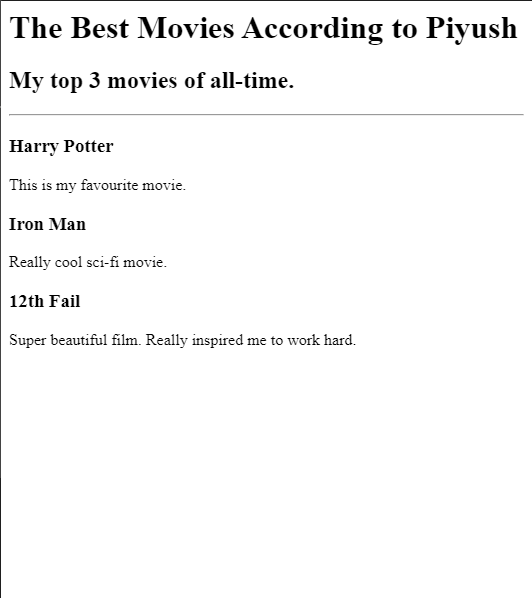 The Best Movies According to Piyush
My top 3 movies of all-time.
Harry Potter
This is my favourite movie.
Iron Man
Really cool sci-fi movie.
12th Fail
Super beautiful film. Really inspired me to work hard.